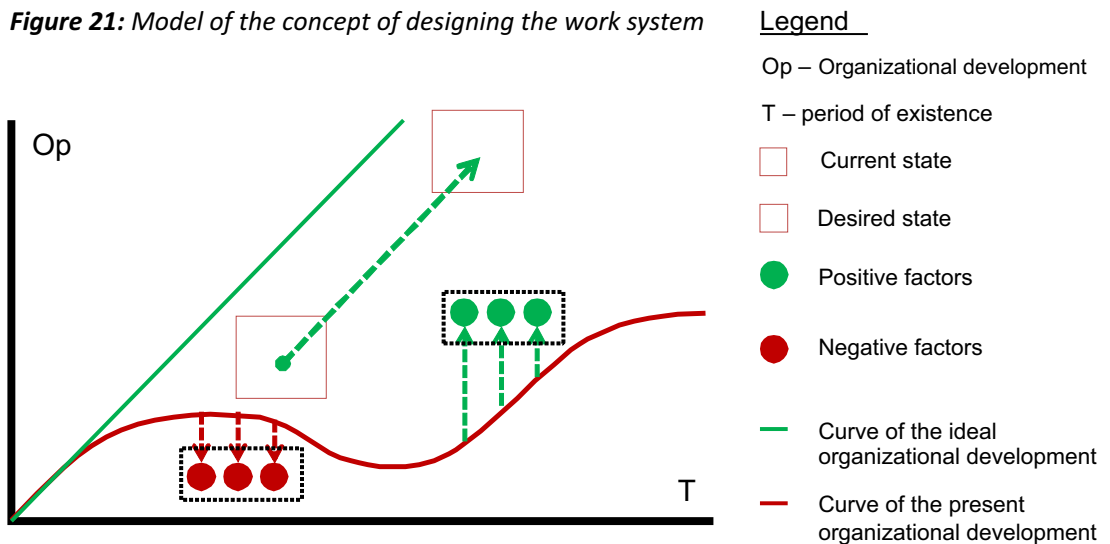 Figure 21: Model of the concept of designing the work system
Legend
Op – Organizational development
T – period of existence
Current state
Desired state
Positive factors
Negative factors
Curve of the ideal
organizational development
Curve of the present
organizational development
Op
T